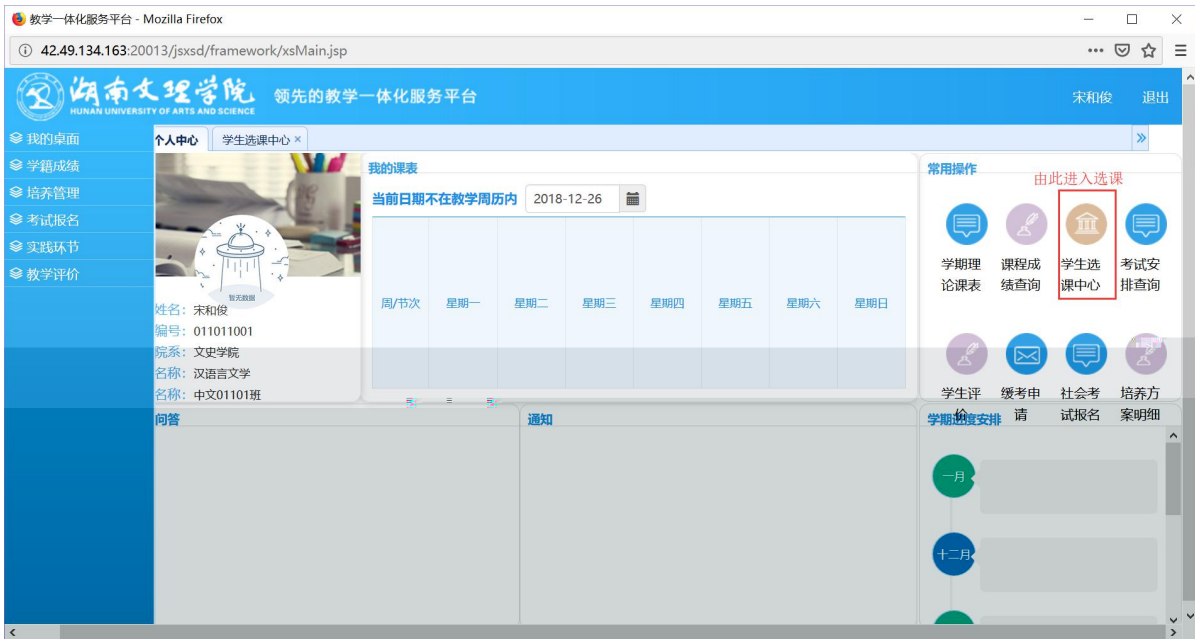 教学一体化服务平台 - Mozilla Firefox
42.49.134.163:20013/jsxsd/framework/xsMain.jsp
湖南文理学院
HUNAN UNIVERSITY OF ARTS AND SCIENCE
领先的教学一体化服务平台
宋和俊 退出
我的桌面
学籍成绩
培养管理
考试报名
实践环节
教学评价
个人中心 学生选课中心 ×
暂无数据
姓名：宋和俊
编号：011011001
院系：文史学院
名称：汉语言文学
名称：中文01101班
我的课表
当前日期不在教学周历内 2018-12-26
周/节次 星期一 星期二 星期三 星期四 星期五 星期六 星期日
常用操作
由此进入选课
学期理论课表
课程成绩查询
学生选课中心
考试安排查询
学生评价
缓考申请
社会考试报名
培养方案明细
问答
通知
学期进度安排
一月
十二月